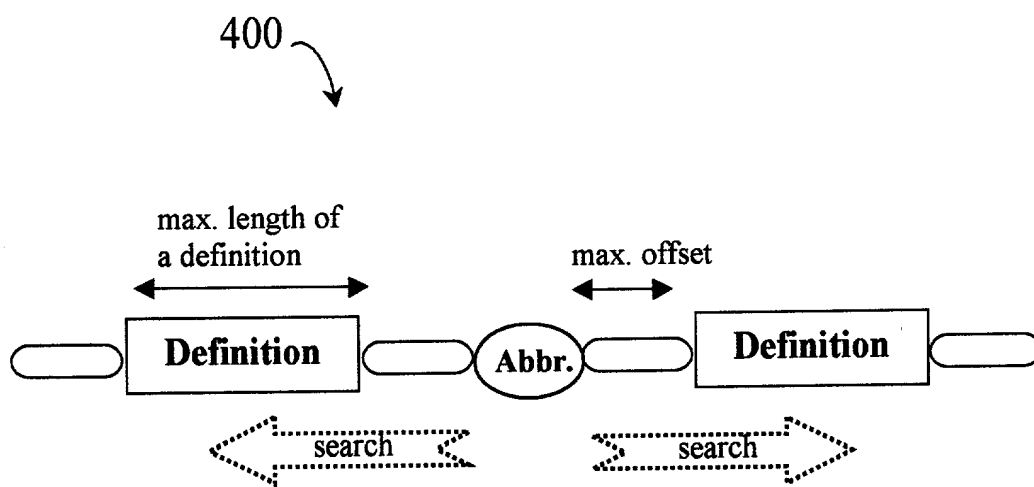 400
max. length of
a definition
max. offset
Definition
Abbr.
Definition
search
search